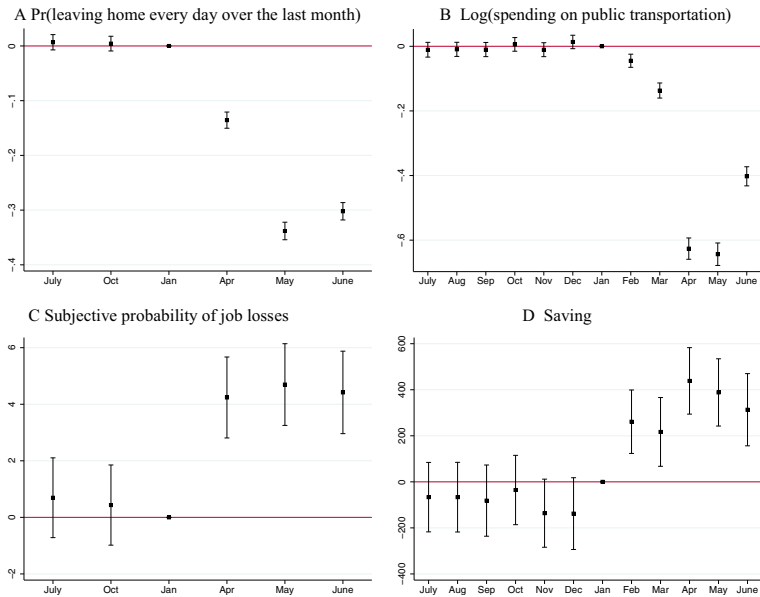 A Pr(leaving home every day over the last month)
0
-.1
-.2
-.3
-.4
July Oct Jan Apr May June
B Log(spending on public transportation)
0
-.2
-.4
-.6
July Aug Sep Oct Nov Dec Jan Feb Mar Apr May June
C Subjective probability of job losses
6
4
2
0
-2
July Oct Jan Apr May June
D Saving
600
400
200
0
-200
-400
July Aug Sep Oct Nov Dec Jan Feb Mar Apr May June